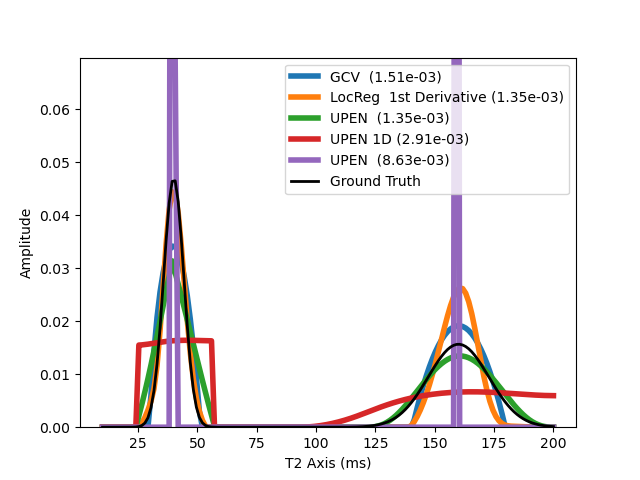 GCV  (1.51e-03)
LocReg  1st Derivative (1.35e-03)
UPEN  (1.35e-03)
UPEN 1D (2.91e-03)
UPEN  (8.63e-03)
Ground Truth
Amplitude
0.06
0.05
0.04
0.03
0.02
0.01
0.00
25 50 75 100 125 150 175 200
T2 Axis (ms)